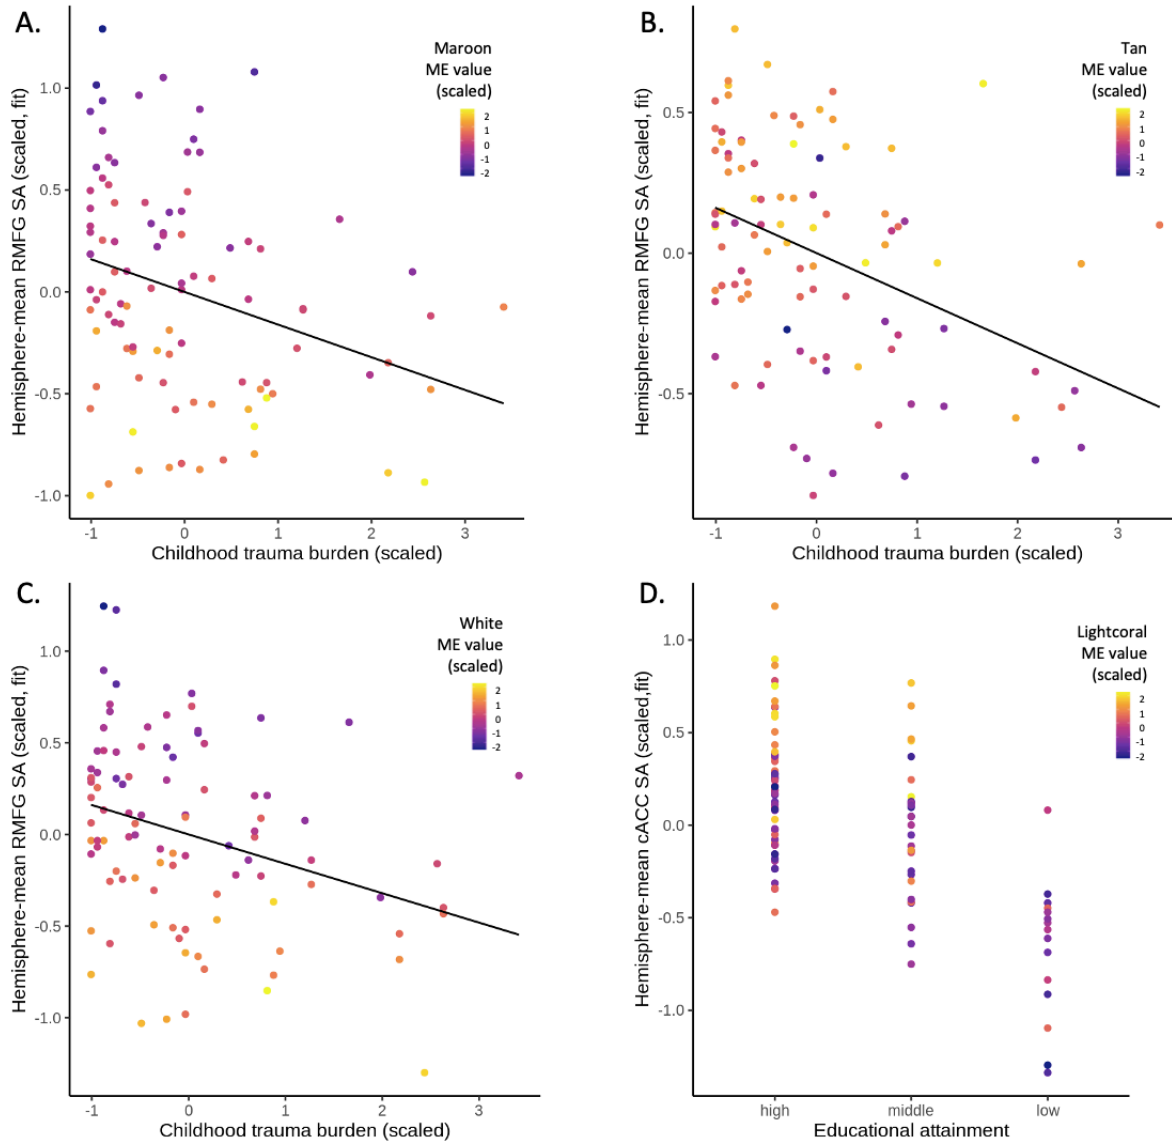 A.
Maroon
ME value
(scaled)
2
1
0
-1
-2
Hemisphere-mean RMFG SA (scaled, fit)
1.0
0.5
0.0
-0.5
-1.0
-1 0 1 2 3
Childhood trauma burden (scaled)
B.
Tan
ME value
(scaled)
2
1
0
-1
-2
Hemisphere-mean RMFG SA (scaled, fit)
0.5
0.0
-0.5
-1 0 1 2 3
Childhood trauma burden (scaled)
C.
White
ME value
(scaled)
2
1
0
-1
-2
Hemisphere-mean RMFG SA (scaled, fit)
1.0
0.5
0.0
-0.5
-1.0
-1 0 1 2 3
Childhood trauma burden (scaled)
D.
Lightcoral
ME value
(scaled)
2
1
0
-1
-2
Hemisphere-mean cACC SA (scaled,fit)
1.0
0.5
0.0
-0.5
-1.0
high middle low
Educational attainment